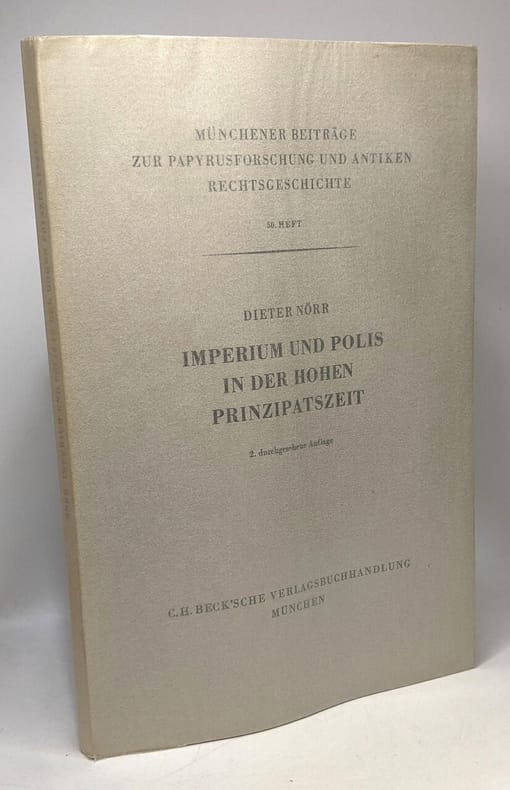 MÜNCHENER BEITRÄGE
ZUR PAPYRUSFORSCHUNG UND ANTIKEN
RECHTSGESCHICHTE
50. HEFT
DIETER NÖRR
IMPERIUM UND POLIS
IN DER HOHEN
PRINZIPATSZEIT
2. durchgesehene Auflage
C.H. BECK'SCHE VERLAGSBUCHHANDLUNG
MÜNCHEN